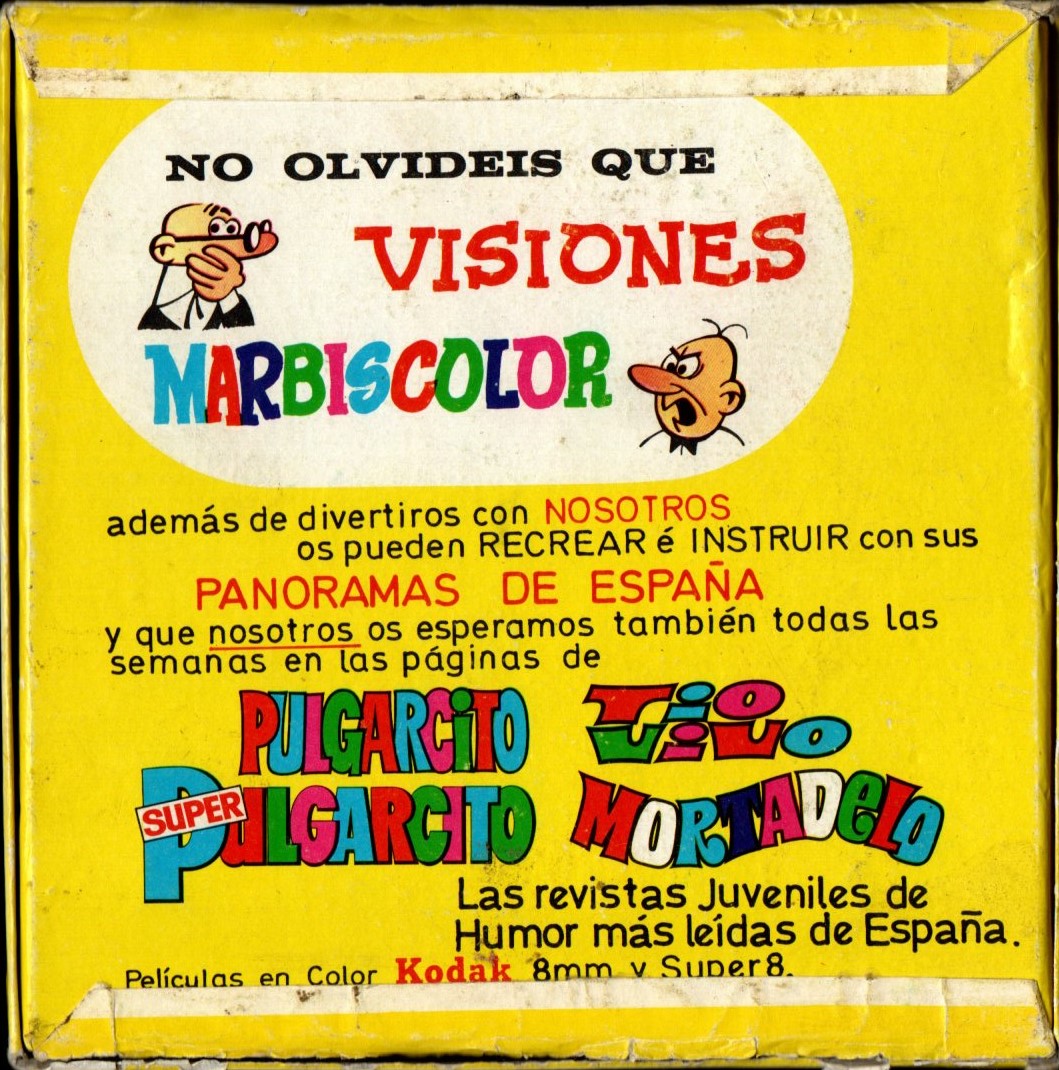 NO OLVIDEIS QUE
VISIONES
MARBISCOLOR
además de divertiros con NOSOTROS
os pueden RECREAR é INSTRUIR con sus
PANORAMAS DE ESPAÑA
y que nosotros os esperamos también todas las
semanas en las páginas de
PULGARCITO
TIO VIVO
SUPER PULGARCITO
MORTADELO
Las revistas Juveniles de
Humor más leídas de España.
Películas en Color Kodak 8mm y Super8.